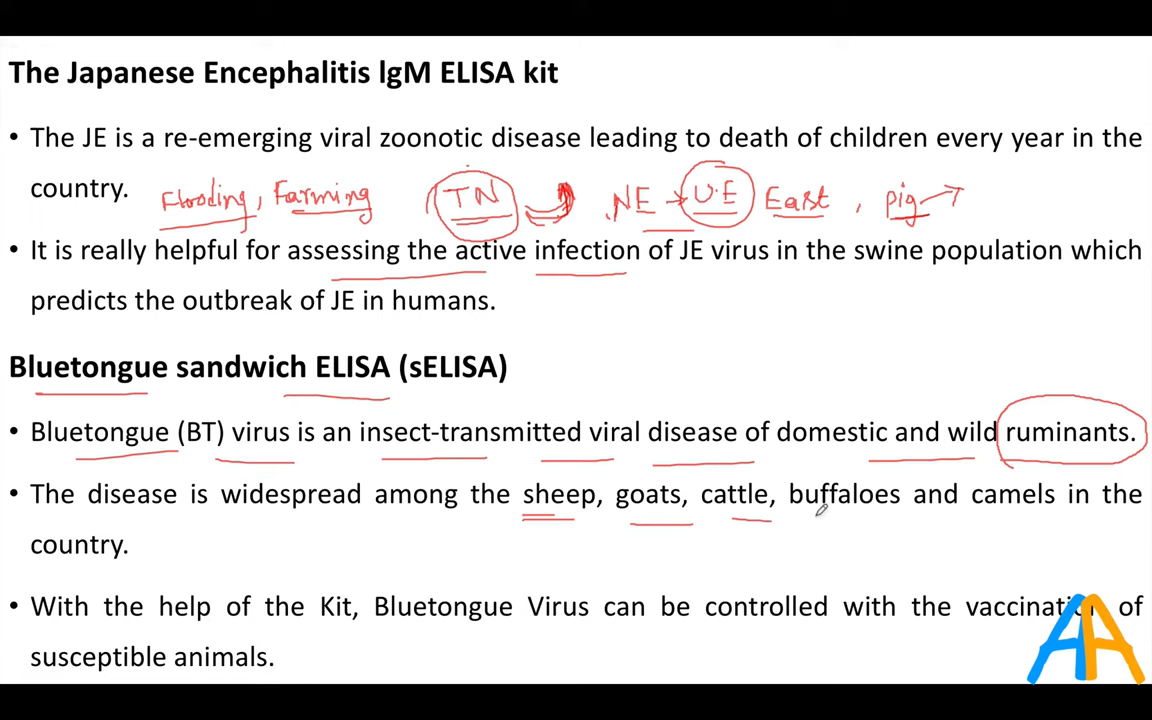 The Japanese Encephalitis lgM ELISA kit
• The JE is a re-emerging viral zoonotic disease leading to death of children every year in the
country. Flooding, Farming TN NE → U.E East, pig →
• It is really helpful for assessing the active infection of JE virus in the swine population which
predicts the outbreak of JE in humans.
Bluetongue sandwich ELISA (sELISA)
• Bluetongue (BT) virus is an insect-transmitted viral disease of domestic and wild ruminants.
• The disease is widespread among the sheep, goats, cattle, buffaloes and camels in the
country.
• With the help of the Kit, Bluetongue Virus can be controlled with the vaccination of
susceptible animals.
AA